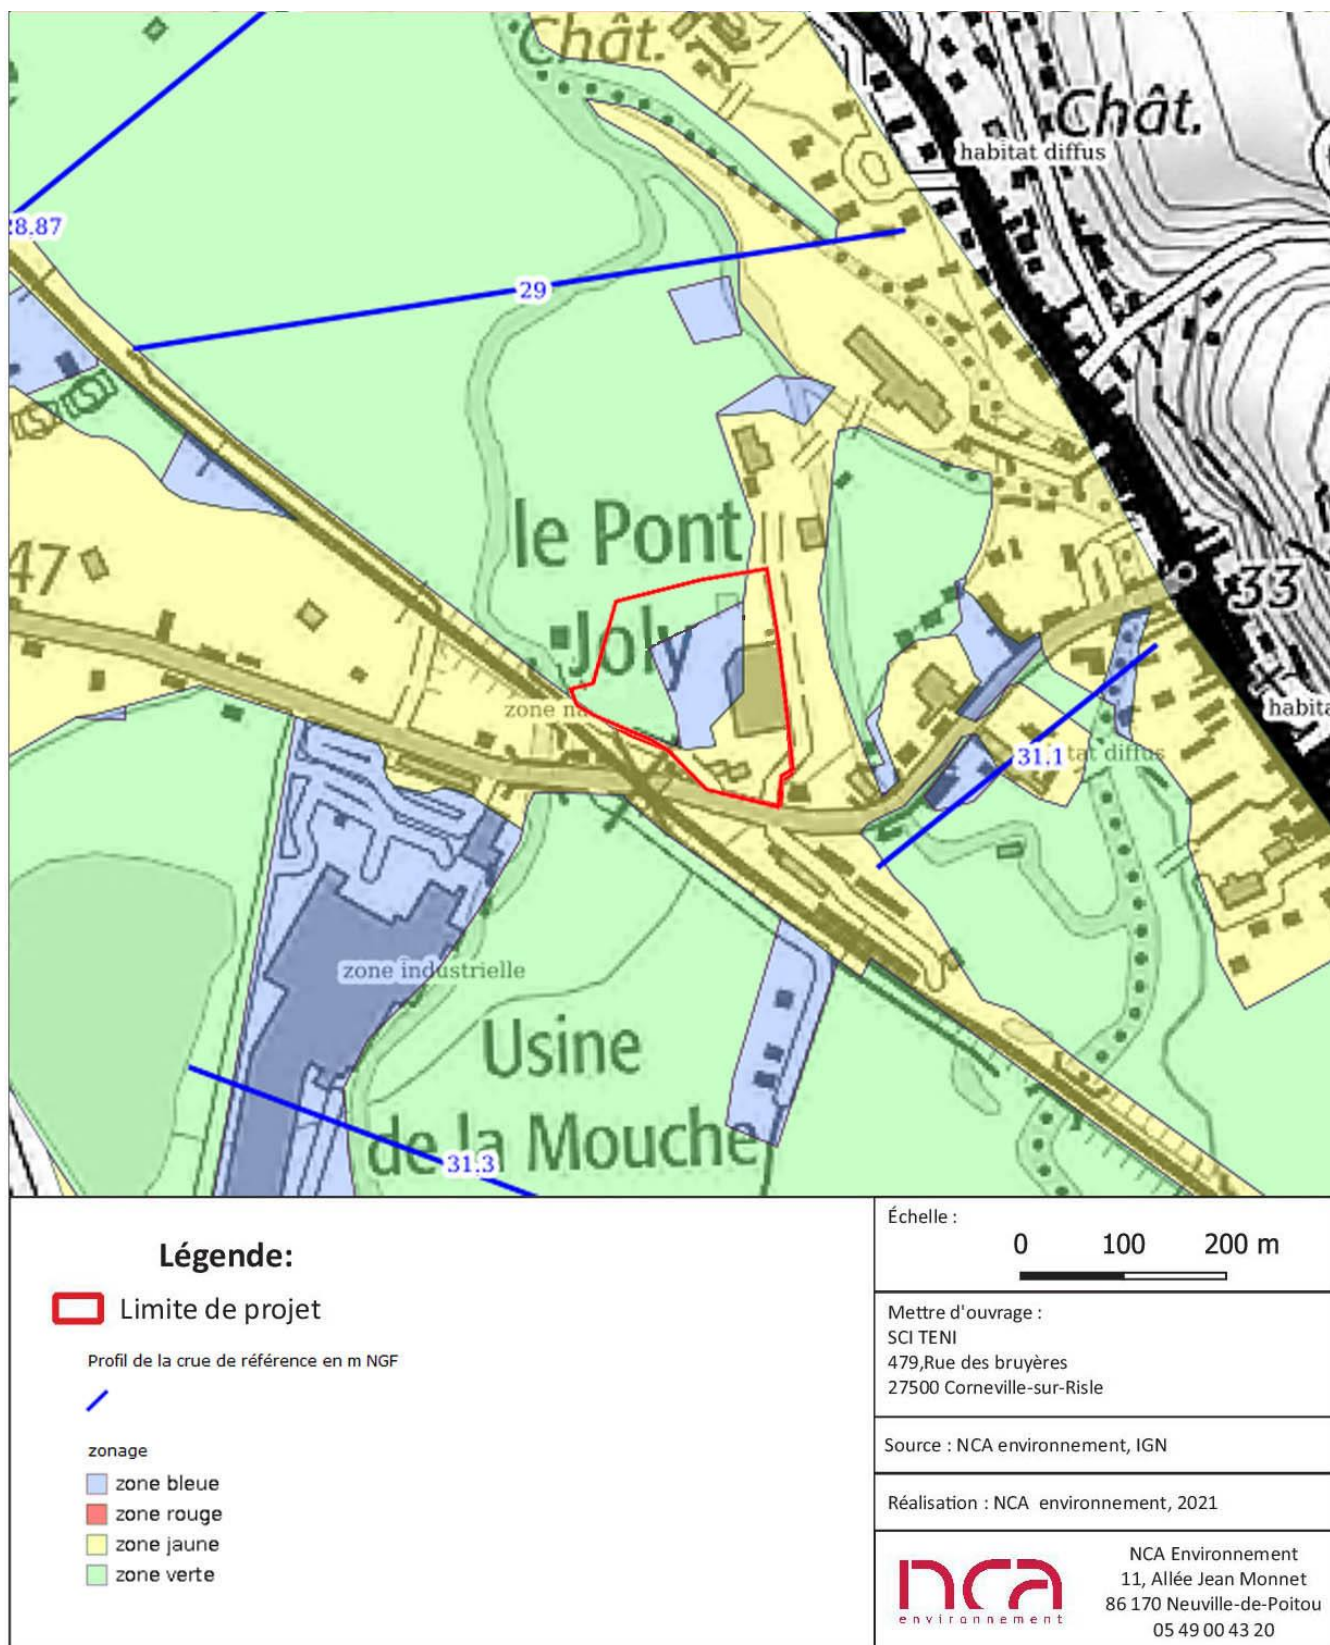 Chât.
Chât.
habitat diffus
28.87
29
le Pont
47
Joly
33
zone na
habita
31.1
tat diffus
zone industrielle
Usine
de la Mouche
31.3
Légende:
Limite de projet
Profil de la crue de référence en m NGF
zonage
zone bleue
zone rouge
zone jaune
zone verte
Échelle :
0 100 200 m
Mettre d'ouvrage :
SCI TENI
479,Rue des bruyères
27500 Corneville-sur-Risle
Source : NCA environnement, IGN
Réalisation : NCA environnement, 2021
nca
environnement
NCA Environnement
11, Allée Jean Monnet
86 170 Neuville-de-Poitou
05 49 00 43 20